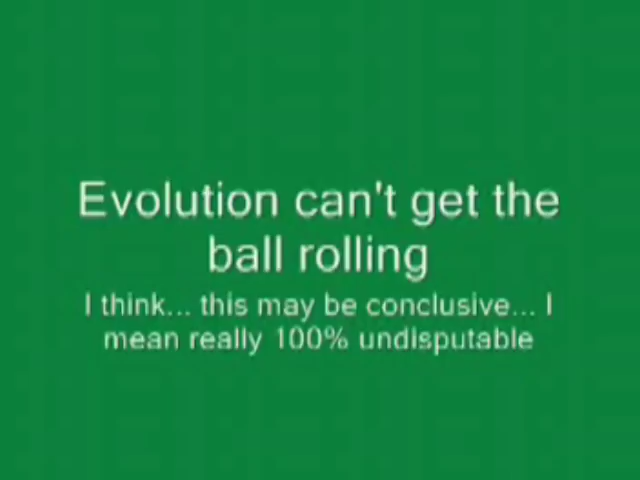 Evolution can't get the
ball rolling
I think... this may be conclusive... I
mean really 100% undisputable